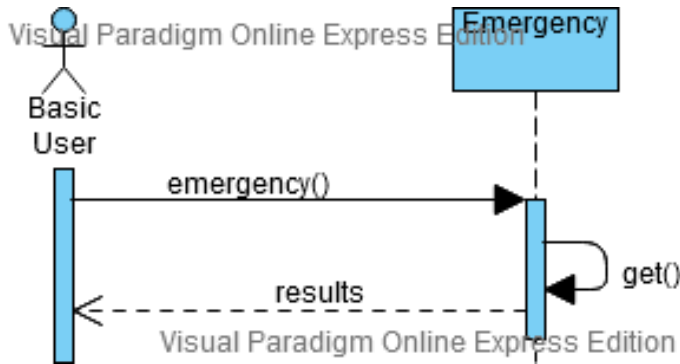 Emergency
Visual Paradigm Online Express Edition
Basic
User
emergency()
get()
results
Visual Paradigm Online Express Edition